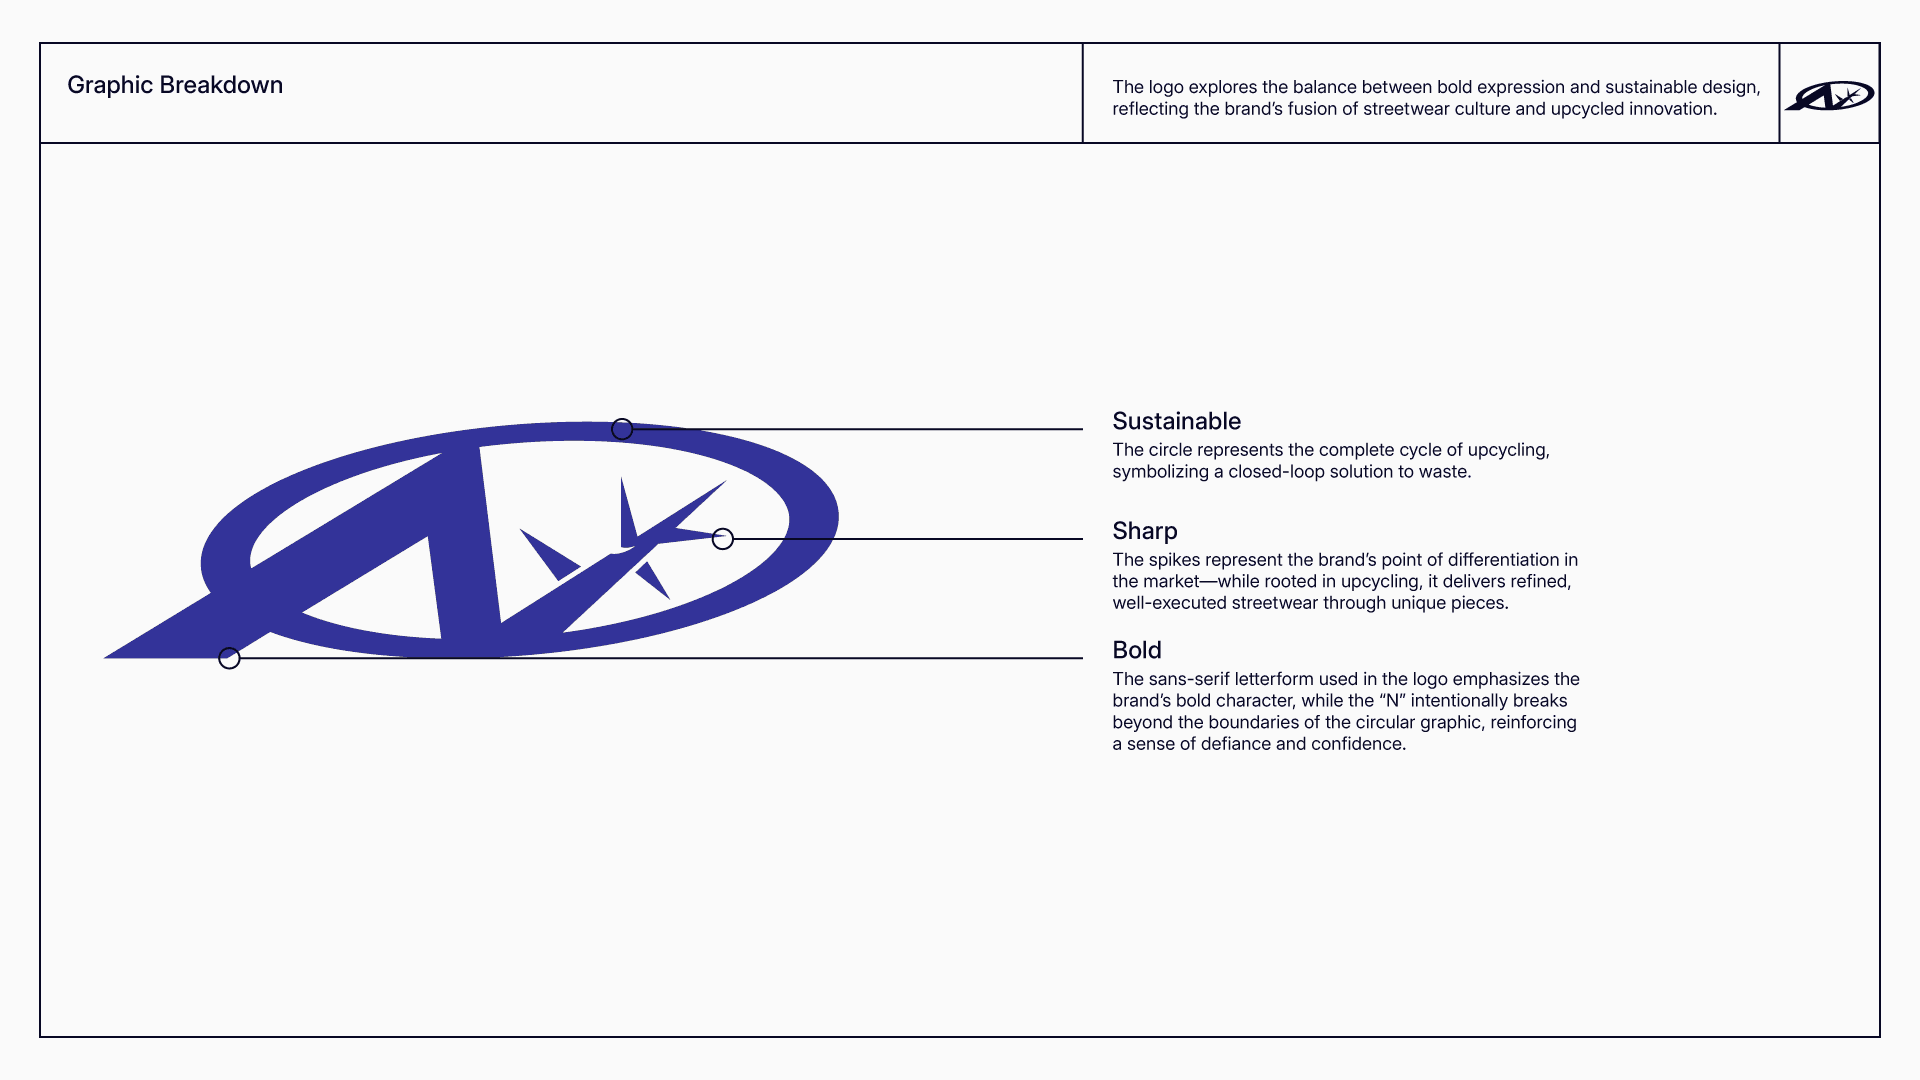 Graphic Breakdown
The logo explores the balance between bold expression and sustainable design,
reflecting the brand’s fusion of streetwear culture and upcycled innovation.
Sustainable
The circle represents the complete cycle of upcycling,
symbolizing a closed-loop solution to waste.
Sharp
The spikes represent the brand’s point of differentiation in
the market—while rooted in upcycling, it delivers refined,
well-executed streetwear through unique pieces.
Bold
The sans-serif letterform used in the logo emphasizes the
brand’s bold character, while the “N” intentionally breaks
beyond the boundaries of the circular graphic, reinforcing
a sense of defiance and confidence.